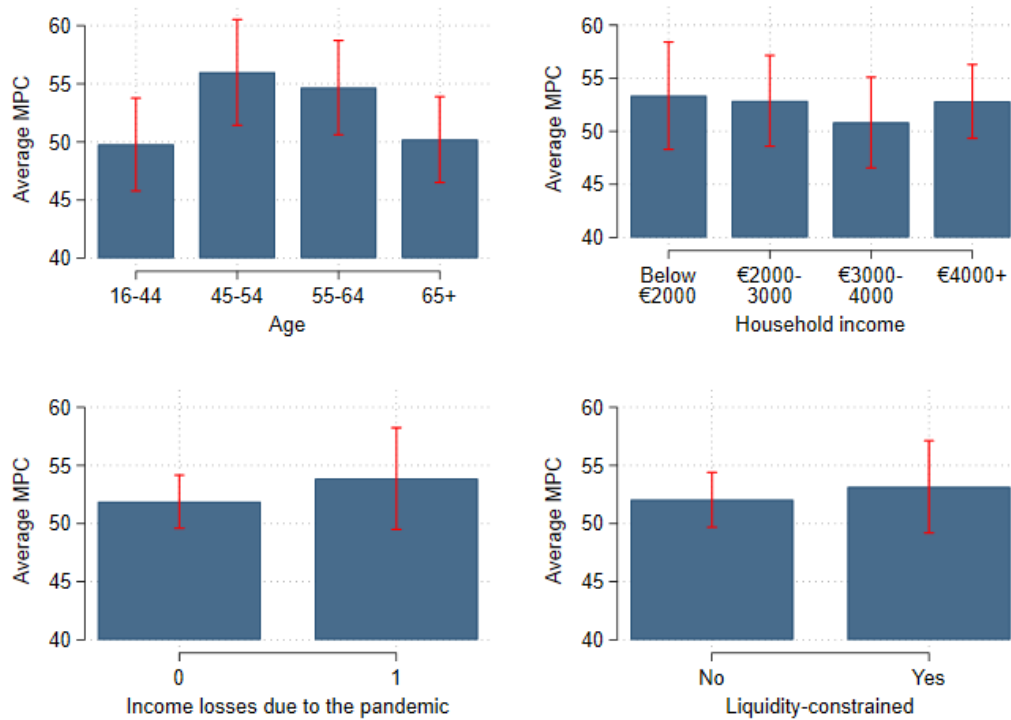 Average MPC
60
55
50
45
40
16-44 45-54 55-64 65+
Age
Average MPC
60
55
50
45
40
Below €2000- €3000- €4000+
€2000 3000 4000
Household income
Average MPC
60
55
50
45
40
0 1
Income losses due to the pandemic
Average MPC
60
55
50
45
40
No Yes
Liquidity-constrained